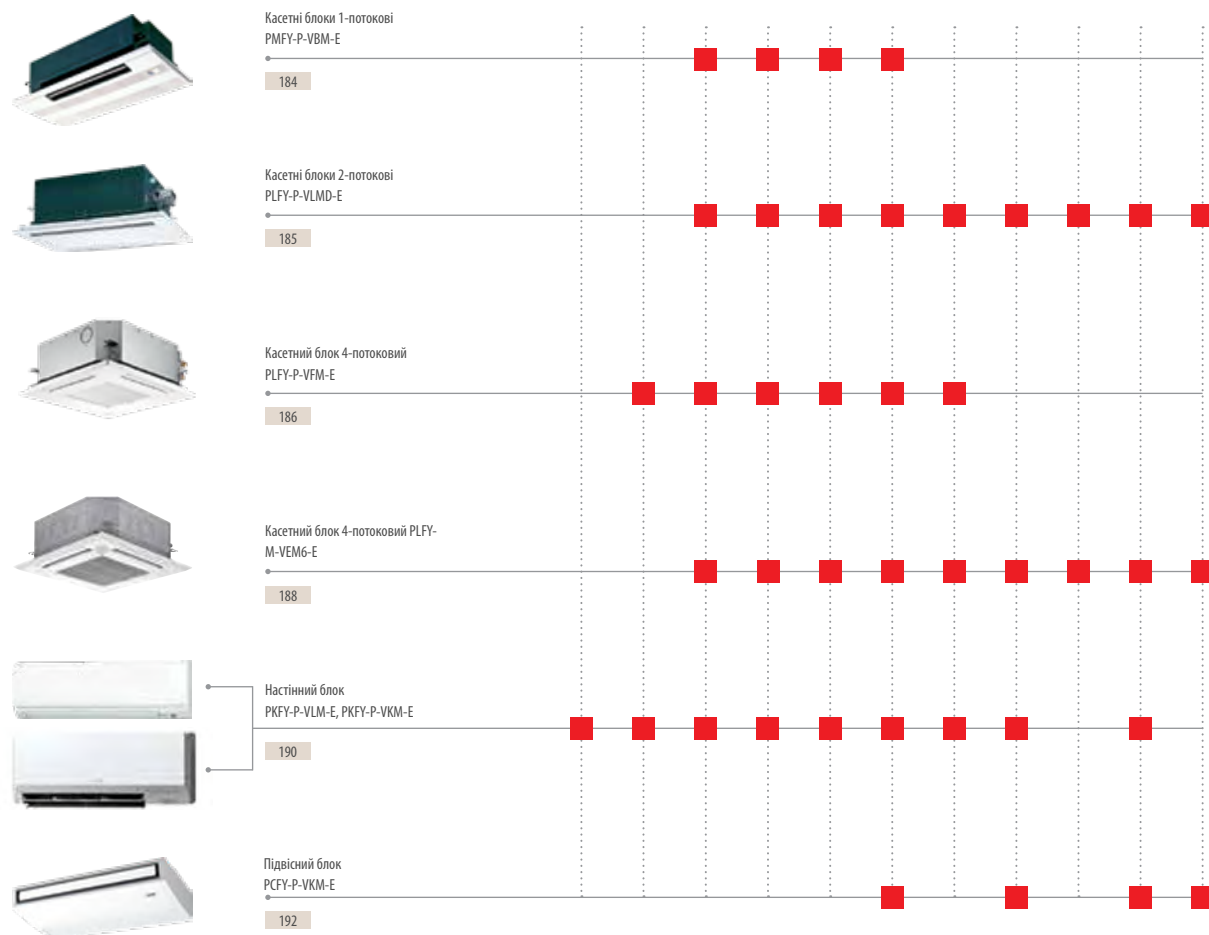 Касетні блоки 1-потокові
PMFY-P-VBM-E
184
Касетні блоки 2-потокові
PLFY-P-VLMD-E
185
Касетний блок 4-потоковий
PLFY-P-VFM-E
186
Касетний блок 4-потоковий PLFY-
M-VEM6-E
188
Настінний блок
PKFY-P-VLM-E, PKFY-P-VKM-E
190
Підвісний блок
PCFY-P-VKM-E
192